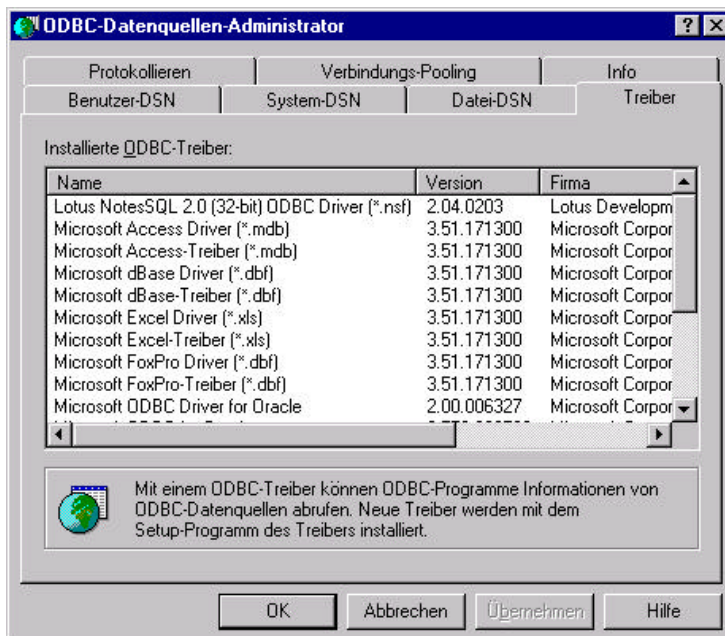 ODBC-Datenquellen-Administrator
Protokollieren Verbindungs-Pooling Info
Benutzer-DSN System-DSN Datei-DSN Treiber
Installierte ODBC-Treiber:
Name Version Firma
Lotus NotesSQL 2.0 (32-bit) ODBC Driver (*.nsf) 2.04.0203 Lotus Developm
Microsoft Access Driver (*.mdb) 3.51.171300 Microsoft Corpor
Microsoft Access-Treiber (*.mdb) 3.51.171300 Microsoft Corpor
Microsoft dBase Driver (*.dbf) 3.51.171300 Microsoft Corpor
Microsoft dBase-Treiber (*.dbf) 3.51.171300 Microsoft Corpor
Microsoft Excel Driver (*.xls) 3.51.171300 Microsoft Corpor
Microsoft Excel-Treiber (*.xls) 3.51.171300 Microsoft Corpor
Microsoft FoxPro Driver (*.dbf) 3.51.171300 Microsoft Corpor
Microsoft FoxPro-Treiber (*.dbf) 3.51.171300 Microsoft Corpor
Microsoft ODBC Driver for Oracle 2.00.006327 Microsoft Corpor
Mit einem ODBC-Treiber können ODBC-Programme Informationen von
ODBC-Datenquellen abrufen. Neue Treiber werden mit dem
Setup-Programm des Treibers installiert.
OK Abbrechen Übernehmen Hilfe